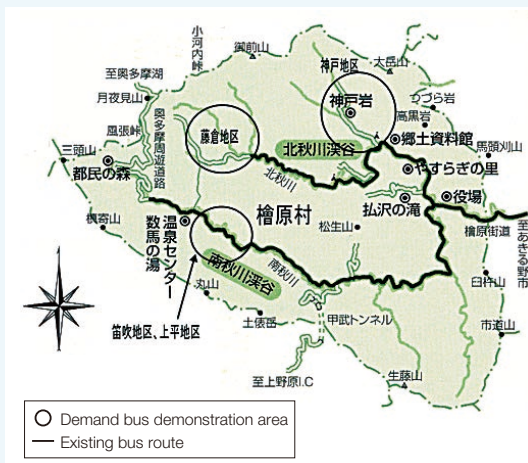 小河内峠
御前山
大岳山
至奥多摩湖
神戸地区
月夜見山
神戸岩
つづら岩
高黒岩
藤倉地区
奥多摩周遊道路
風張峠
北秋川渓谷
郷土資料館
馬頭刈山
三頭山
都民の森
北秋川
やすらぎの里
役場
払沢の滝
檜原村
温泉センター
数馬の湯
松生山
檜原街道
至あきる野市
槙寄山
南秋川
南秋川渓谷
臼杵山
丸山
笛吹地区、上平地区
土俵岳
甲武トンネル
市道山
至上野原I.C
生藤山
Demand bus demonstration area
Existing bus route